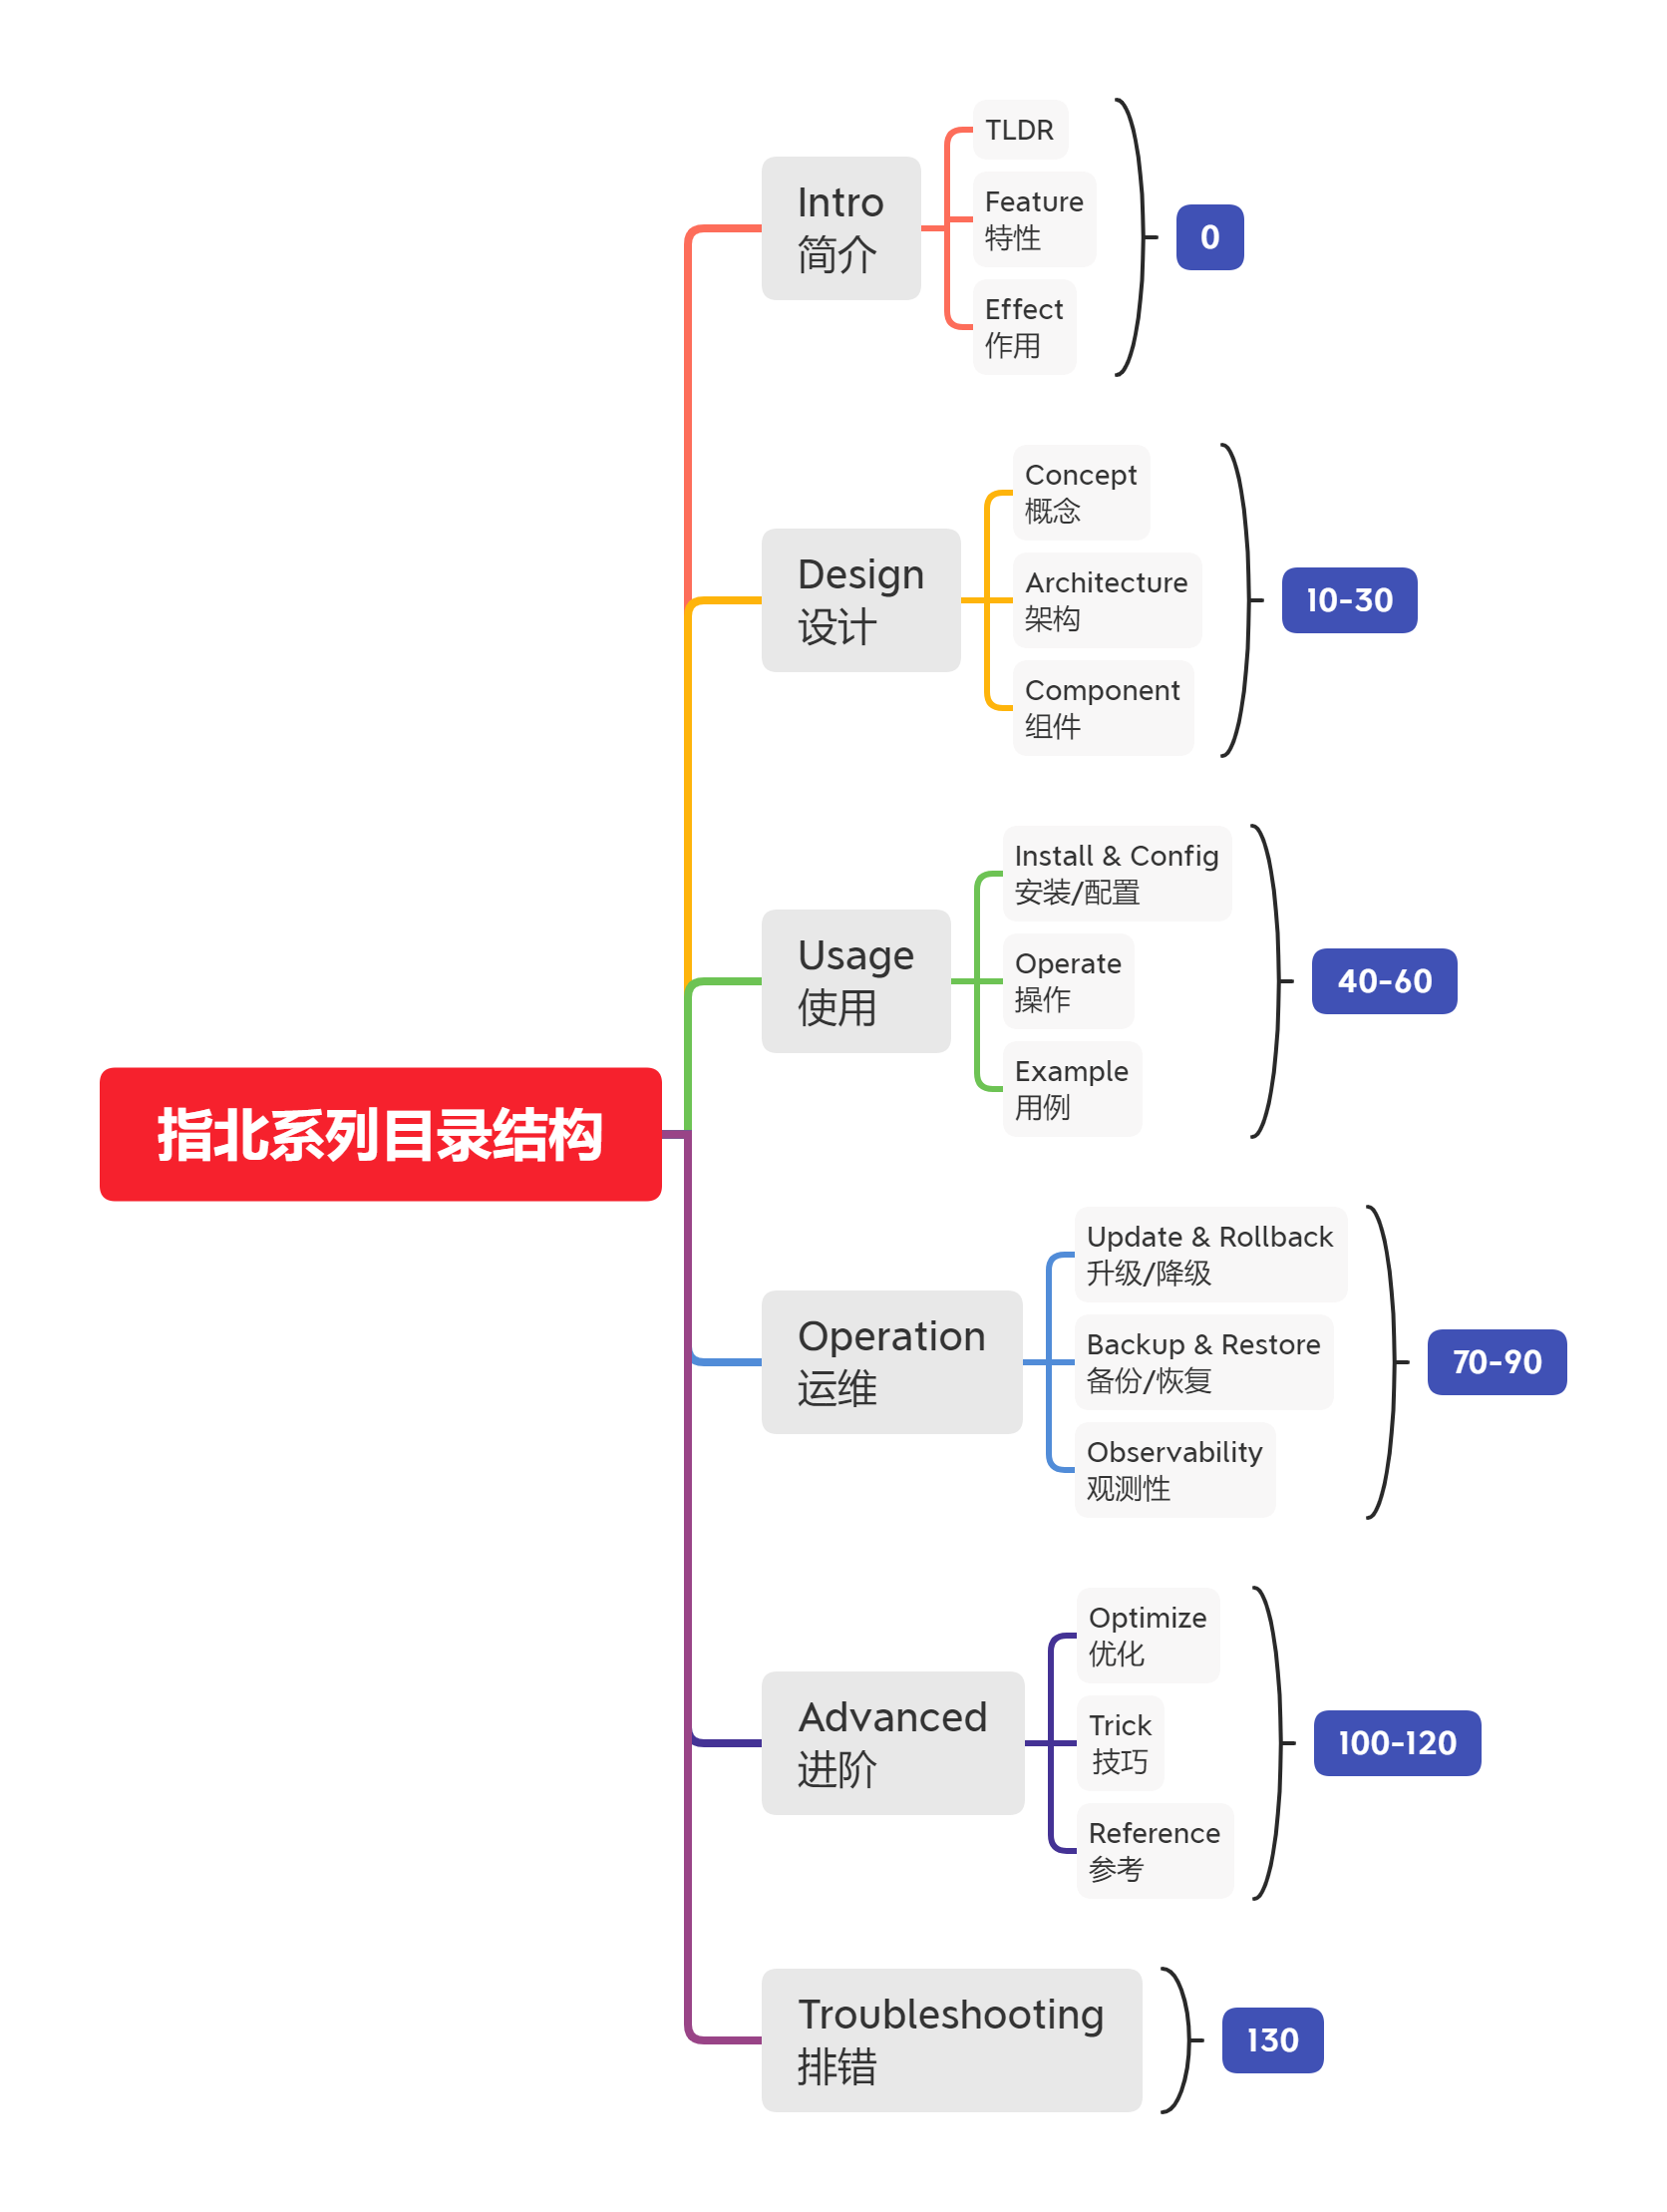 指北系列目录结构
Intro
简介
TLDR
Feature
特性
Effect
作用
0
Design
设计
Concept
概念
Architecture
架构
Component
组件
10-30
Usage
使用
Install & Config
安装/配置
Operate
操作
Example
用例
40-60
Operation
运维
Update & Rollback
升级/降级
Backup & Restore
备份/恢复
Observability
观测性
70-90
Advanced
进阶
Optimize
优化
Trick
技巧
Reference
参考
100-120
Troubleshooting
排错
130